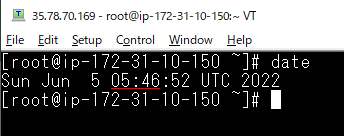 35.78.70.169 - root@ip-172-31-10-150:~ VT
File Edit Setup Control Window Help
[root@ip-172-31-10-150 ~]# date
Sun Jun  5 05:46:52 UTC 2022
[root@ip-172-31-10-150 ~]#